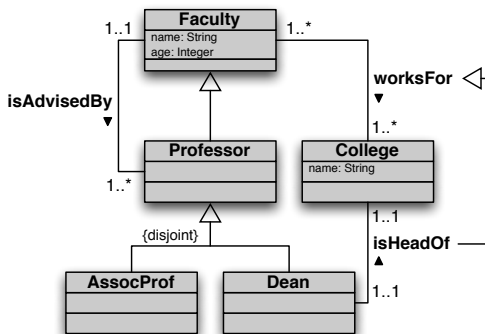 Faculty
name: String
age: Integer
1..1
1..*
isAdvisedBy
worksFor
1..*
1..*
Professor
College
name: String
{disjoint}
1..1
isHeadOf
AssocProf
Dean
1..1